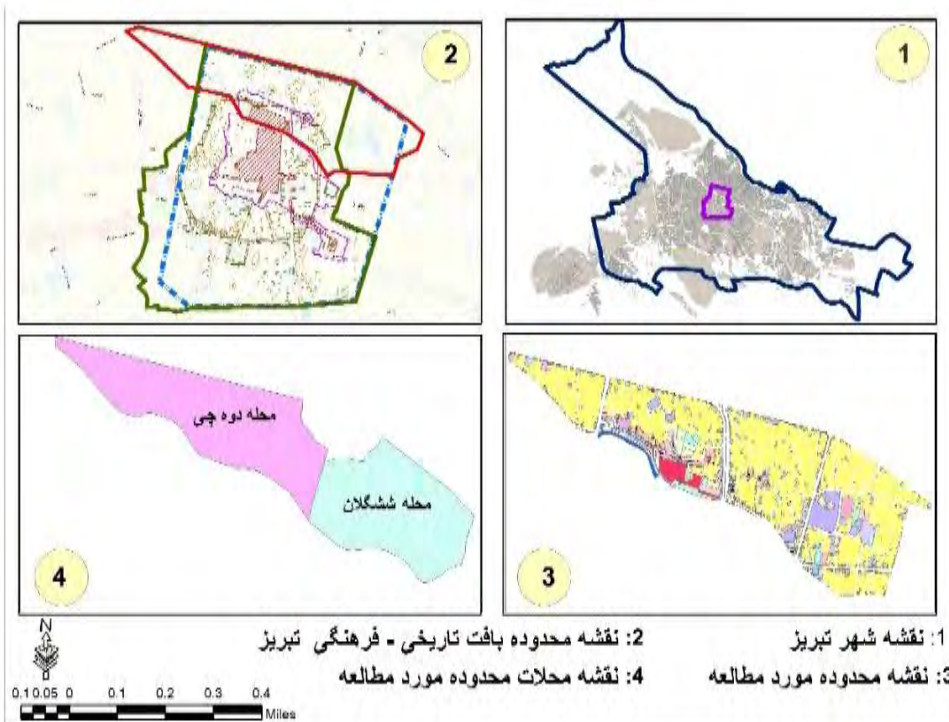 1
2
محله دوه چی
محله ششگلان
3
4
N
1: نقشه شهر تبریز
2: نقشه محدوده بافت تاریخی - فرهنگی تبریز
3: نقشه محدوده مورد مطالعه
4: نقشه محلات محدوده مورد مطالعه
0.1 0.05 0 0.1 0.2 0.3 0.4
Miles